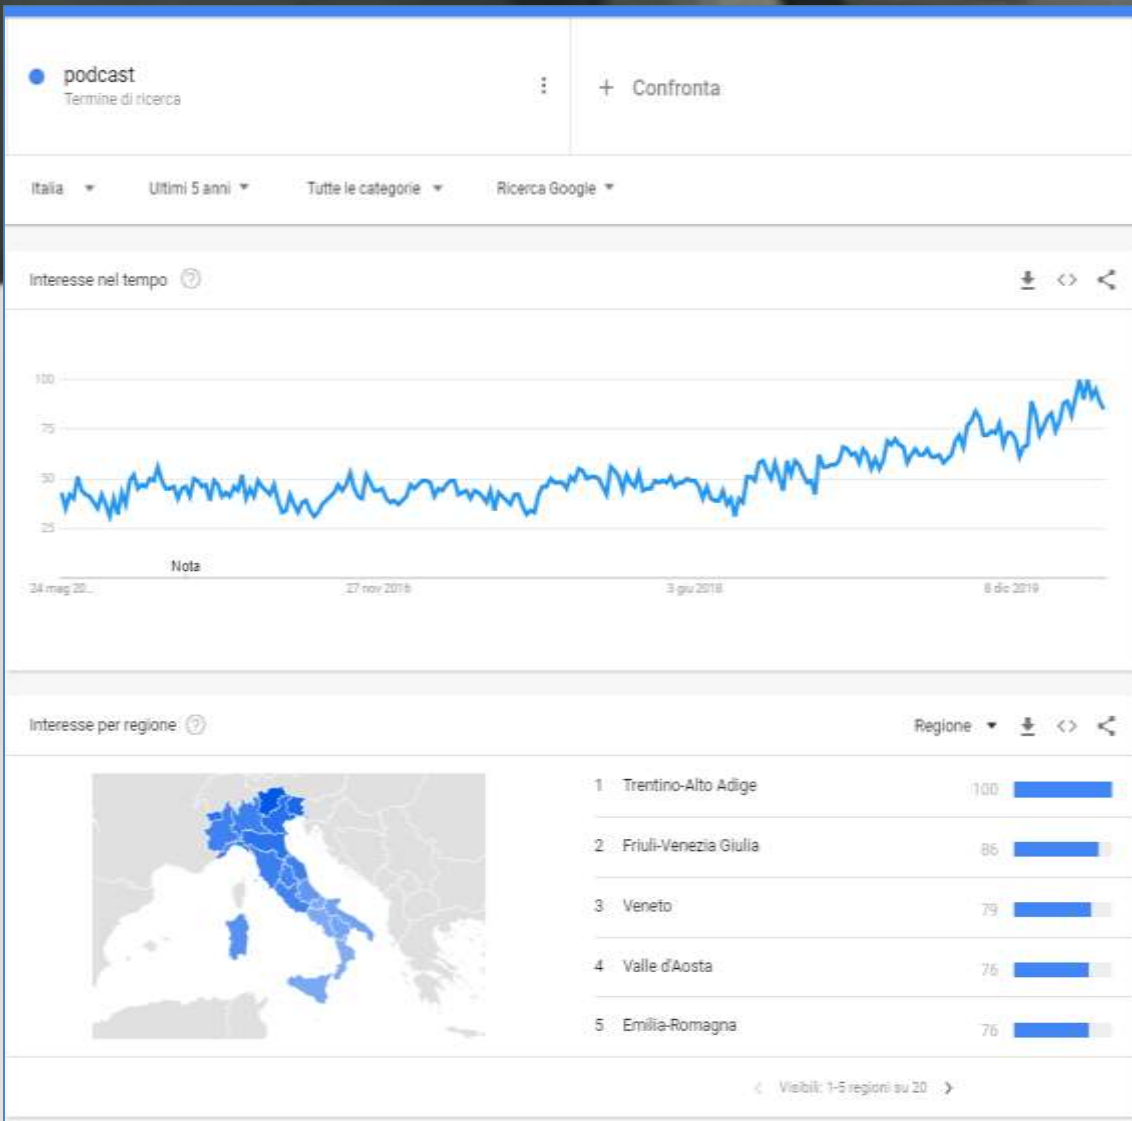 podcast
Termine di ricerca
+ Confronta
Italia
Ultimi 5 anni
Tutte le categorie
Ricerca Google
Interesse nel tempo
100
75
50
25
Nota
24 mag 20...
27 nov 2016
3 giu 2018
8 dic 2019
Interesse per regione
Regione
1 Trentino-Alto Adige 100
2 Friuli-Venezia Giulia 86
3 Veneto 79
4 Valle d'Aosta 76
5 Emilia-Romagna 76
Visibili: 1-5 regioni su 20